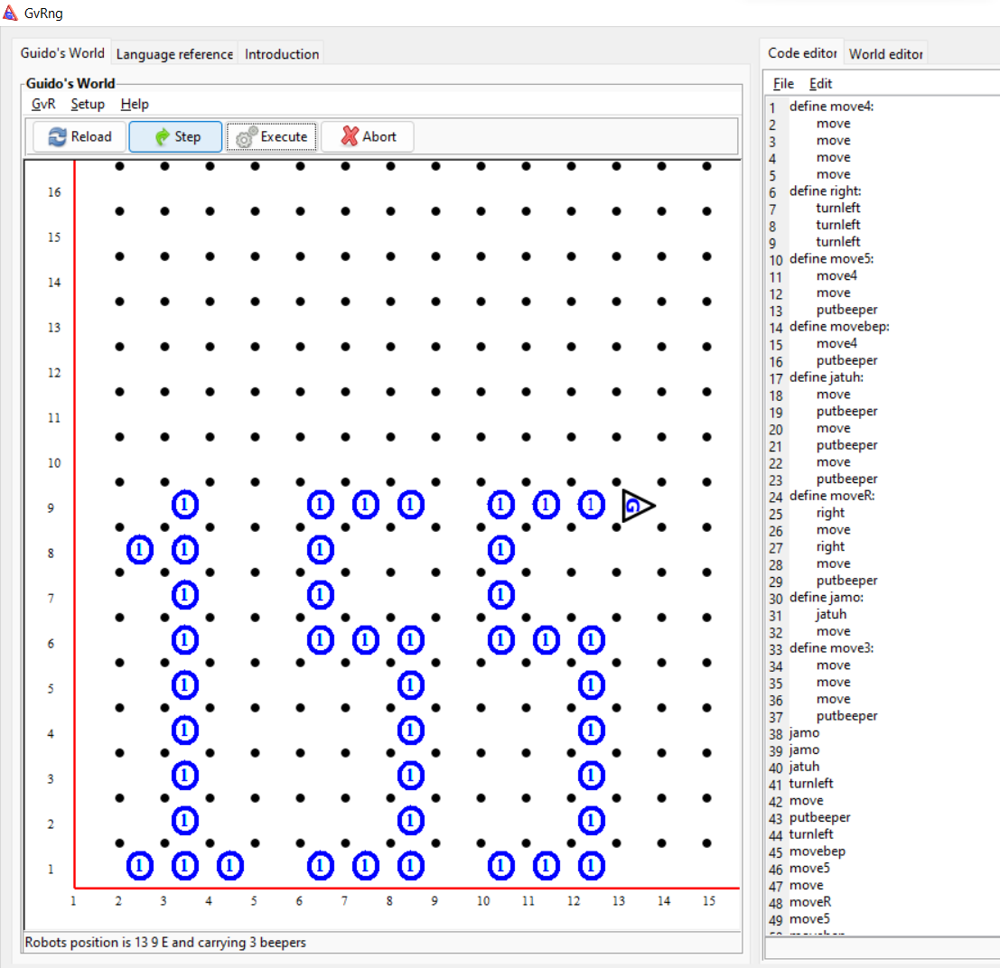 GvRng
Guido's World Language reference Introduction
Guido's World
GvR Setup Help
Reload Step Execute Abort
16
15
14
13
12
11
10
9 1 1 1 1 1 1 1 G
8 1 1 1 1
7 1 1 1
6 1 1 1 1 1 1 1
5 1 1 1
4 1 1 1
3 1 1 1
2 1 1 1
1 1 1 1 1 1 1 1 1 1
1 2 3 4 5 6 7 8 9 10 11 12 13 14 15
Robots position is 13 9 E and carrying 3 beepers
Code editor World editor
File Edit
1 define move4:
2 move
3 move
4 move
5 move
6 define right:
7 turnleft
8 turnleft
9 turnleft
10 define move5:
11 move4
12 move
13 putbeeper
14 define movebep:
15 move4
16 putbeeper
17 define jatuh:
18 move
19 putbeeper
20 move
21 putbeeper
22 move
23 putbeeper
24 define moveR:
25 right
26 move
27 right
28 move
29 putbeeper
30 define jamo:
31 jatuh
32 move
33 define move3:
34 move
35 move
36 move
37 putbeeper
38 jamo
39 jamo
40 jatuh
41 turnleft
42 move
43 putbeeper
44 turnleft
45 movebep
46 move5
47 move
48 moveR
49 move5